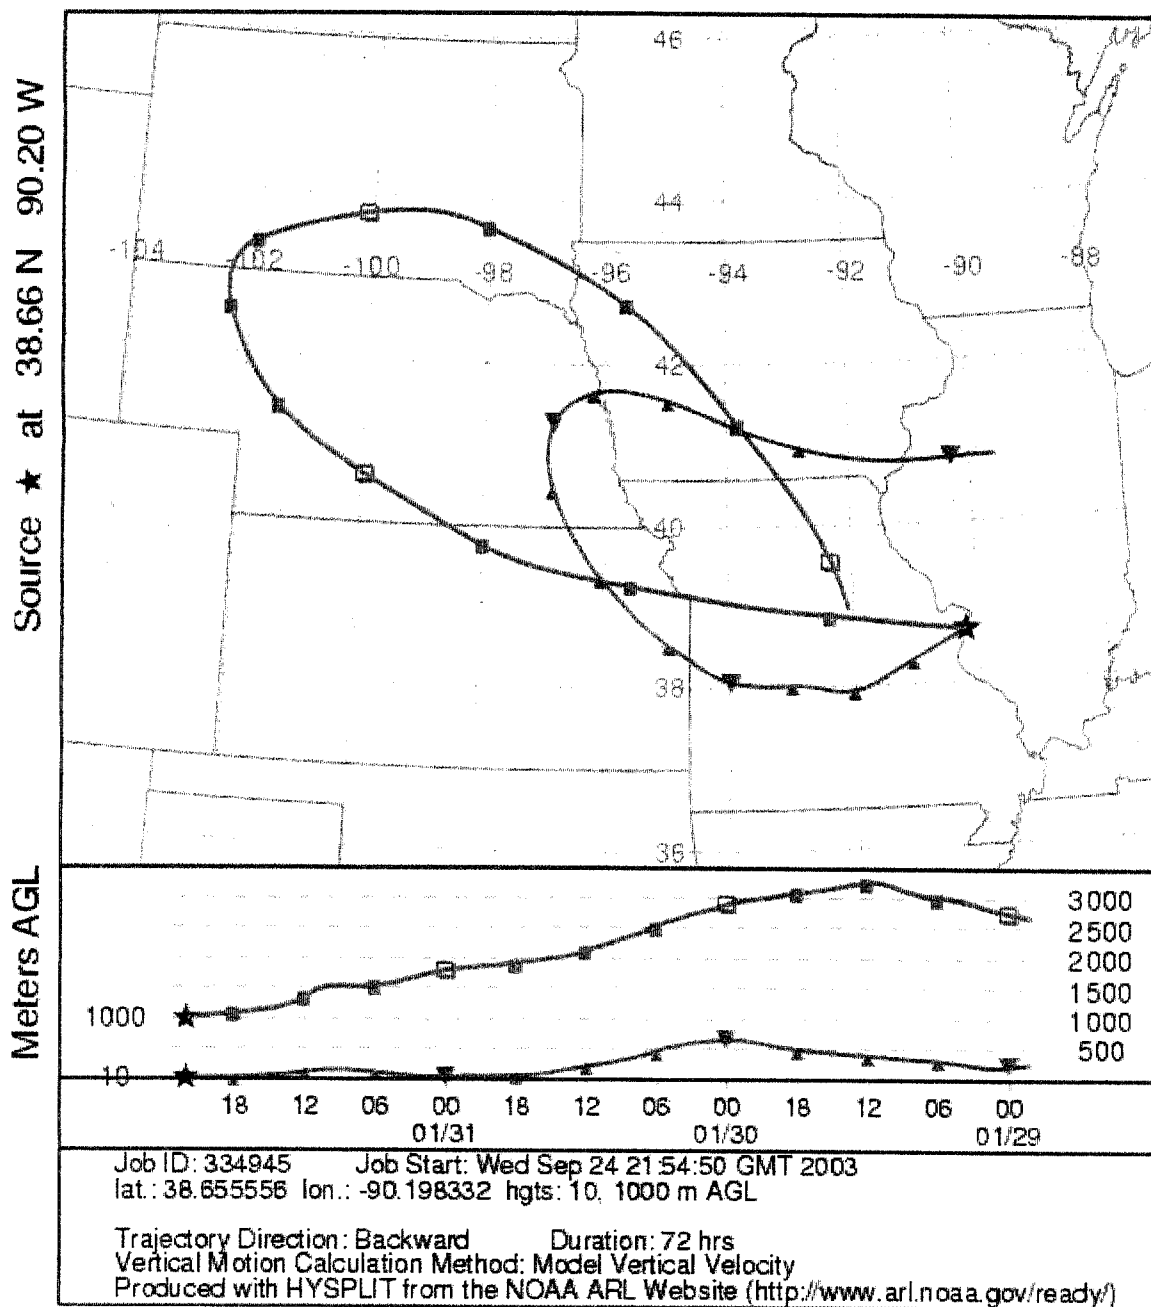 Source ★ at 38.66 N 90.20 W
46
44
-104 -102 -100 -98 -96 -94 -92 -90 -88
42
40
38
36
Meters AGL
3000
2500
2000
1500
1000 1000
500
10
18 12 06 00 18 12 06 00 18 12 06 00
01/31 01/30 01/29
Job ID: 334945 Job Start: Wed Sep 24 21:54:50 GMT 2003
lat.: 38.655556 lon.: -90.198332 hgts: 10, 1000 m AGL
Trajectory Direction: Backward Duration: 72 hrs
Vertical Motion Calculation Method: Model Vertical Velocity
Produced with HYSPLIT from the NOAA ARL Website (http://www.arl.noaa.gov/ready/)